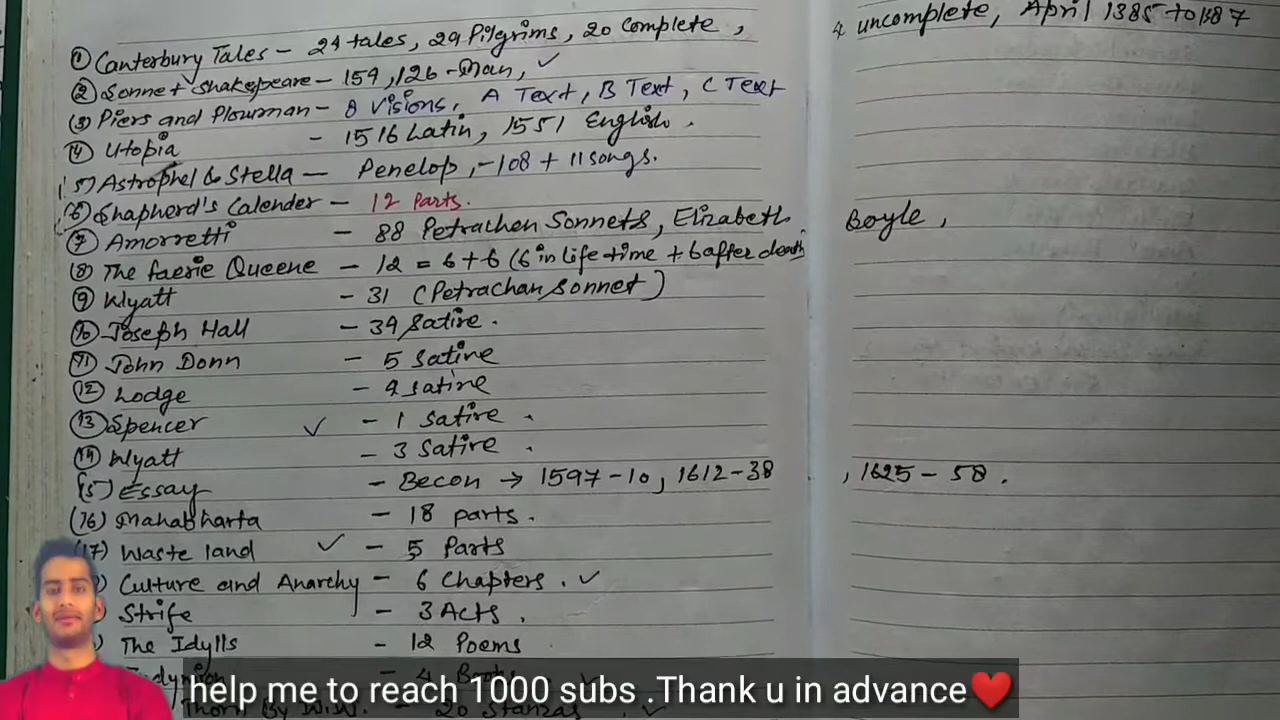 ① Canterbury Tales - 24 tales, 29 Pilgrims, 20 Complete, 4 uncomplete, April 1385 to 1387
② Sonnet Shakespeare - 154, 126 - Man, ✓
(3) Piers and Plowman - 8 Visions, A Text, B Text, C Text
④ Utopia - 1516 Latin, 1551 English.
(5) Astrophel & Stella - Penelop, - 108 + 11 songs.
(6) Shapherd's Calender - 12 Parts.
⑦ Amorretti - 88 Petrachen Sonnets, Elizabeth Boyle,
(8) The faerie Queene - 12 = 6+6 (6 in life time + 6 after death)
⑨ Wyatt - 31 (Petrachan Sonnet)
⑩ Joseph Hall - 34 Satire.
⑪ John Donn - 5 Satire
⑫ Lodge - 4 satire
⑬ Spencer ✓ - 1 Satire.
⑭ Wyatt - 3 Satire.
(15) Essay - Becon → 1597-10, 1612-38, 1625-58.
(16) Mahabharta - 18 parts.
(17) Waste land ✓ - 5 Parts
) Culture and Anarchy - 6 Chapters. ✓
) Strife - 3 Acts.
) The Idylls - 12 Poems
- 4
By W.W. - 20 Stanzas. ✓
help me to reach 1000 subs .Thank u in advance❤️